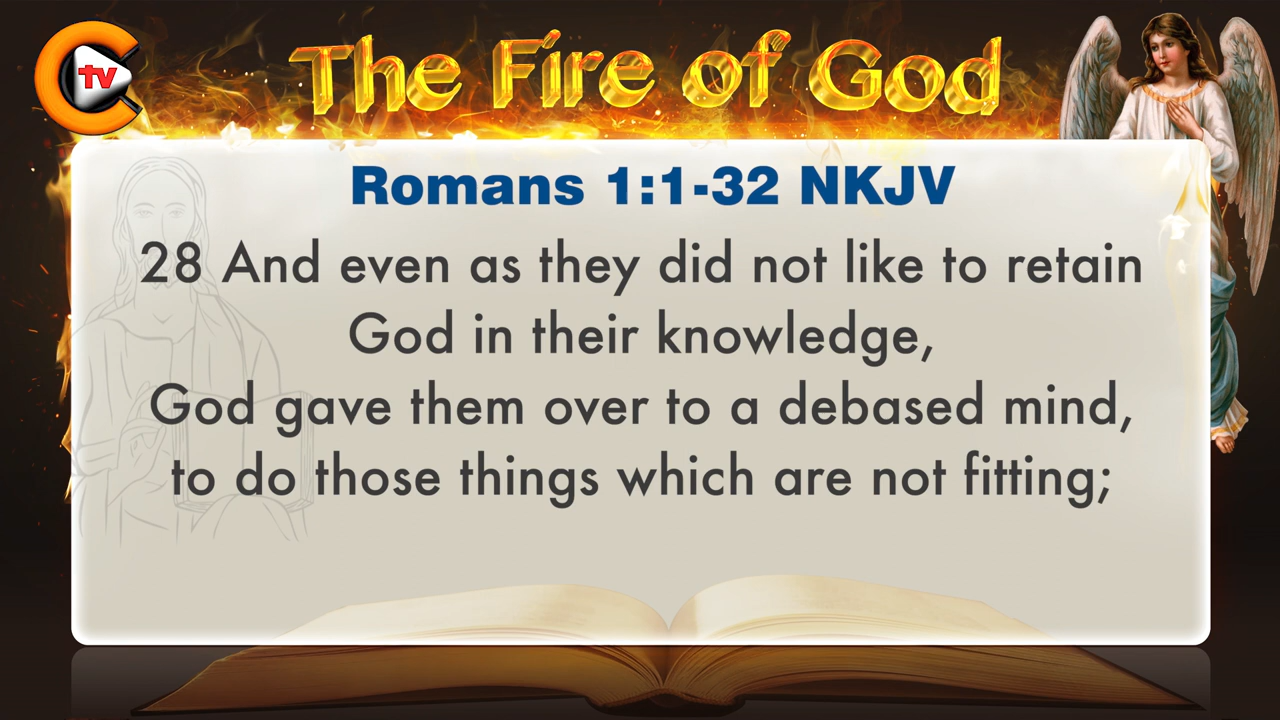 tv
The Fire of God
Romans 1:1-32 NKJV
28 And even as they did not like to retain
God in their knowledge,
God gave them over to a debased mind,
to do those things which are not fitting;